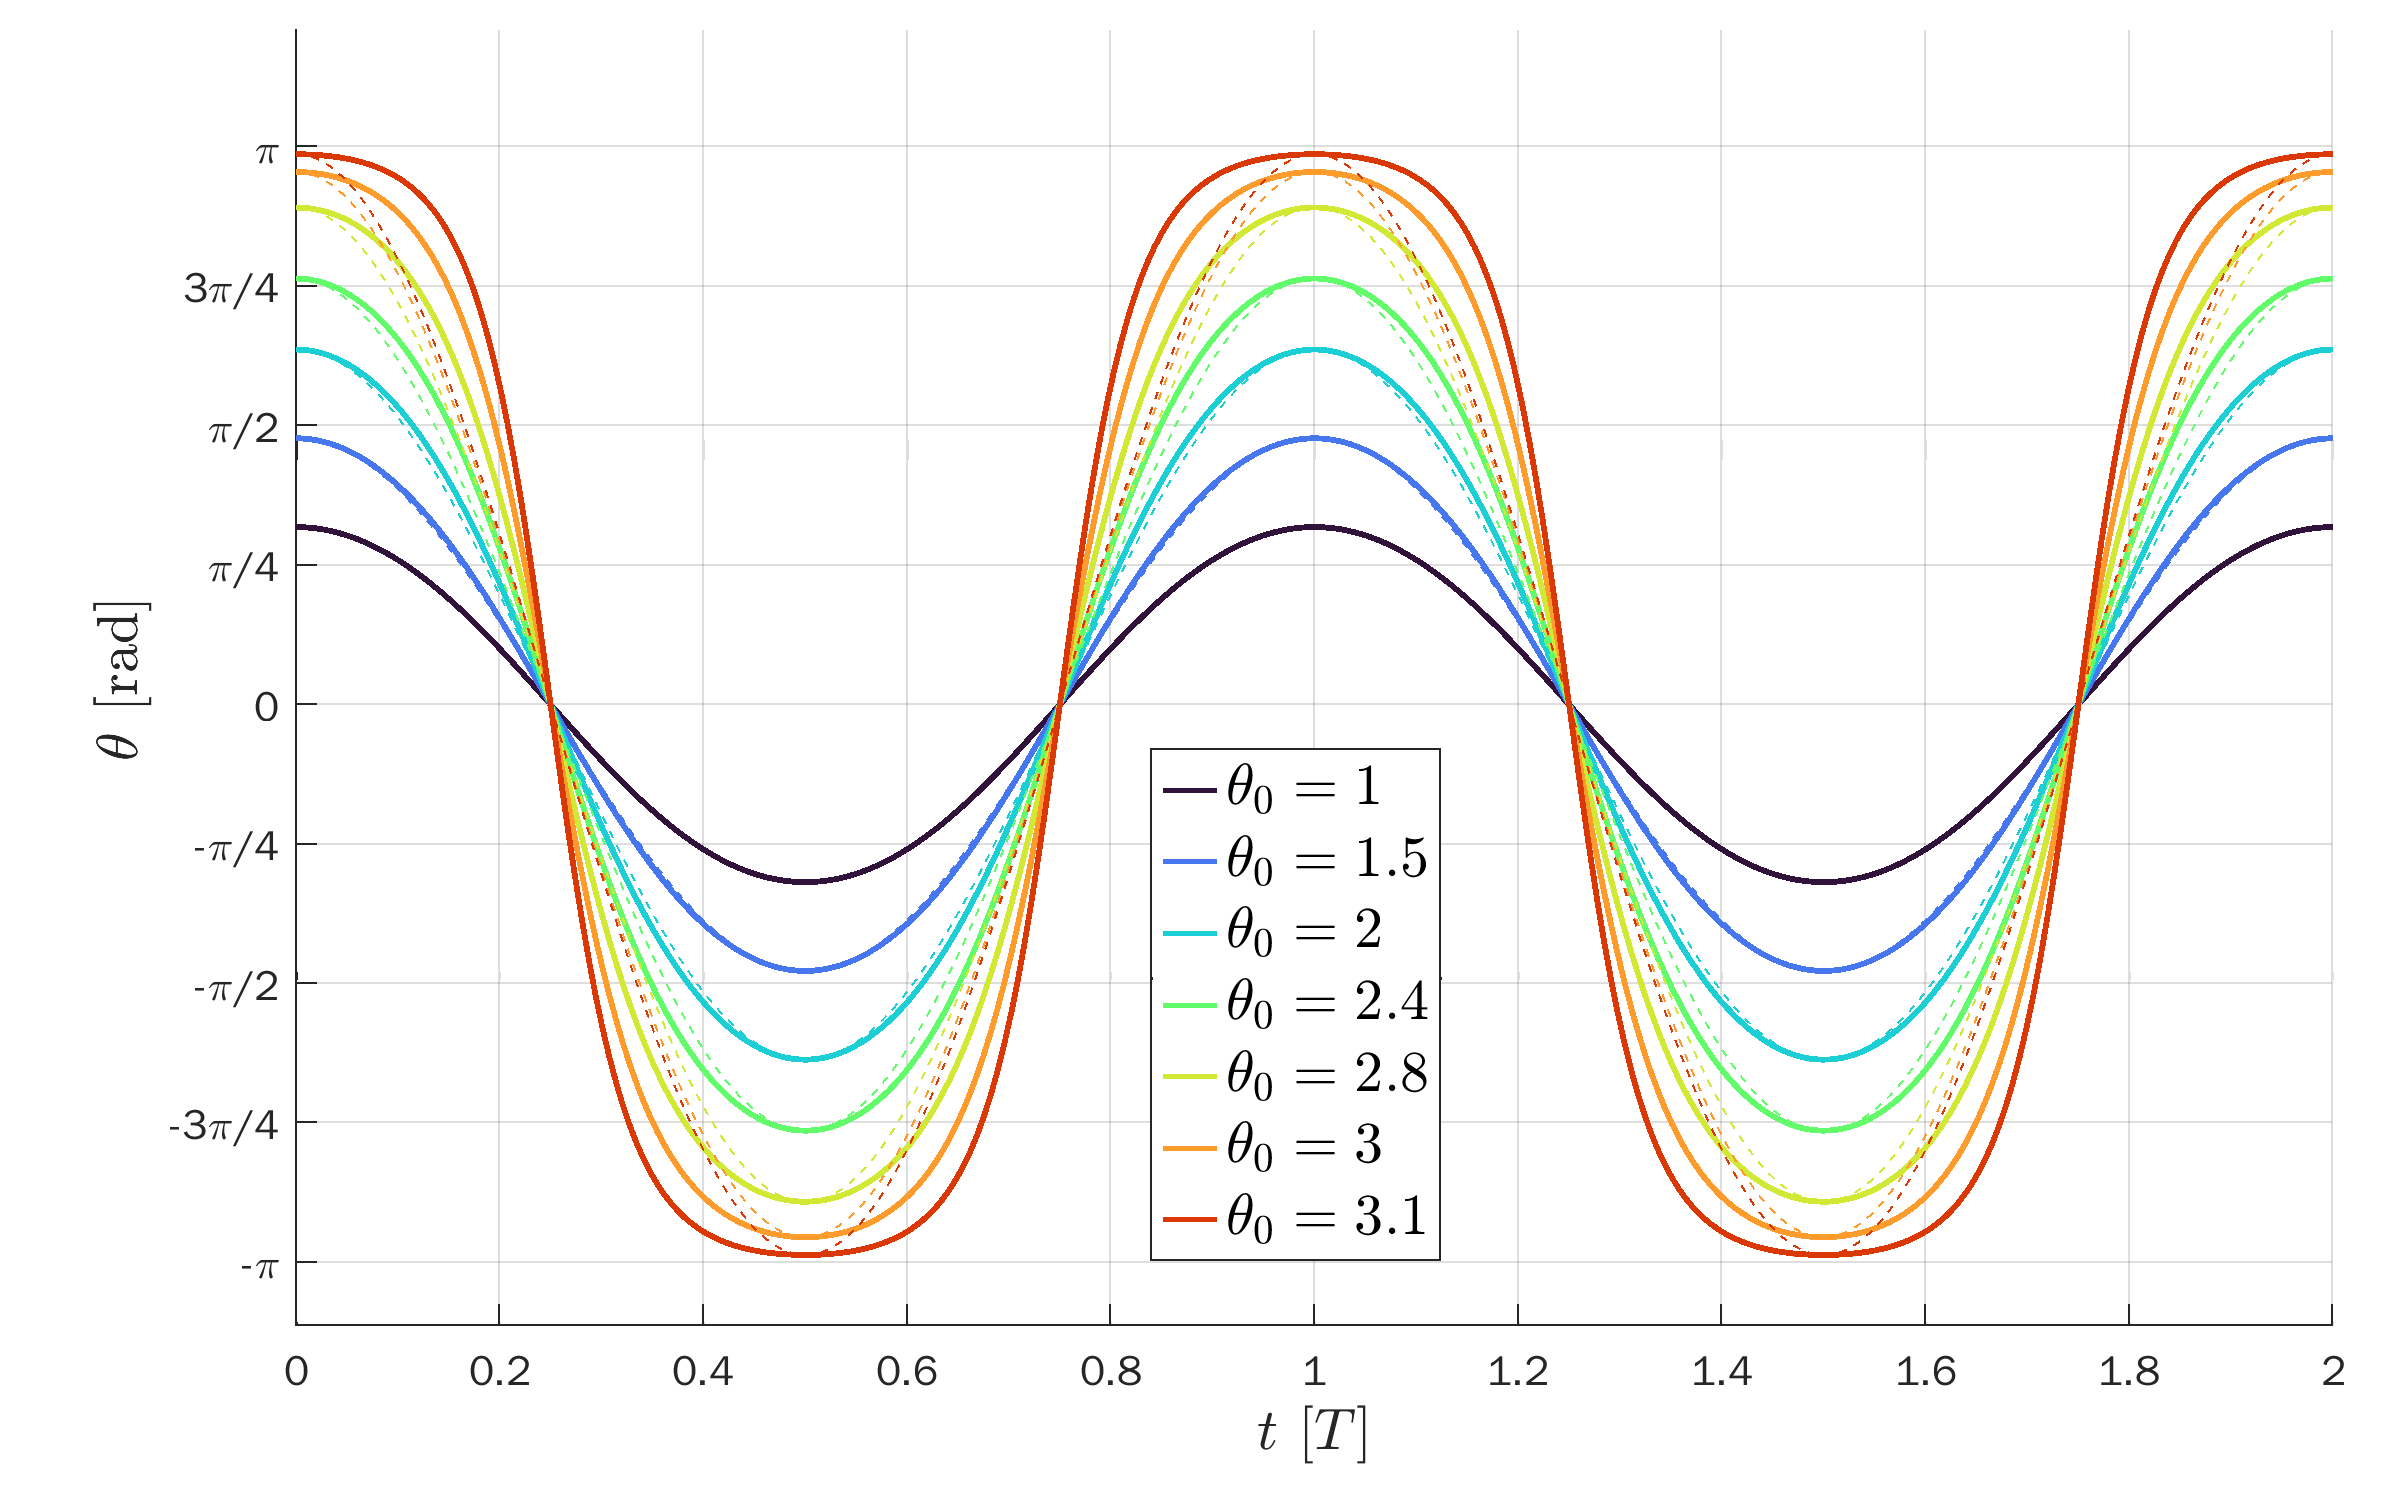 π
3π/4
π/2
π/4
0
-π/4
-π/2
-3π/4
-π
θ [rad]
θ₀ = 1
θ₀ = 1.5
θ₀ = 2
θ₀ = 2.4
θ₀ = 2.8
θ₀ = 3
θ₀ = 3.1
0 0.2 0.4 0.6 0.8 1 1.2 1.4 1.6 1.8 2
t [T]